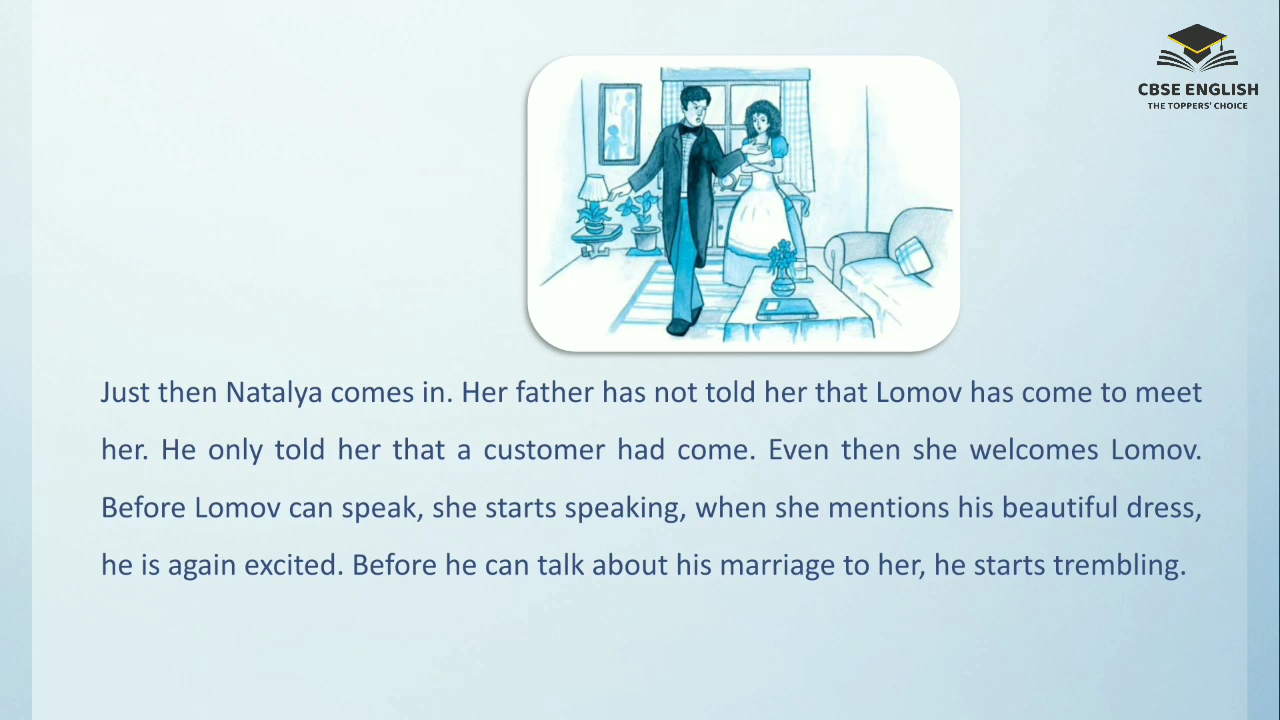 CBSE ENGLISH
THE TOPPERS' CHOICE
Just then Natalya comes in. Her father has not told her that Lomov has come to meet
her. He only told her that a customer had come. Even then she welcomes Lomov.
Before Lomov can speak, she starts speaking, when she mentions his beautiful dress,
he is again excited. Before he can talk about his marriage to her, he starts trembling.